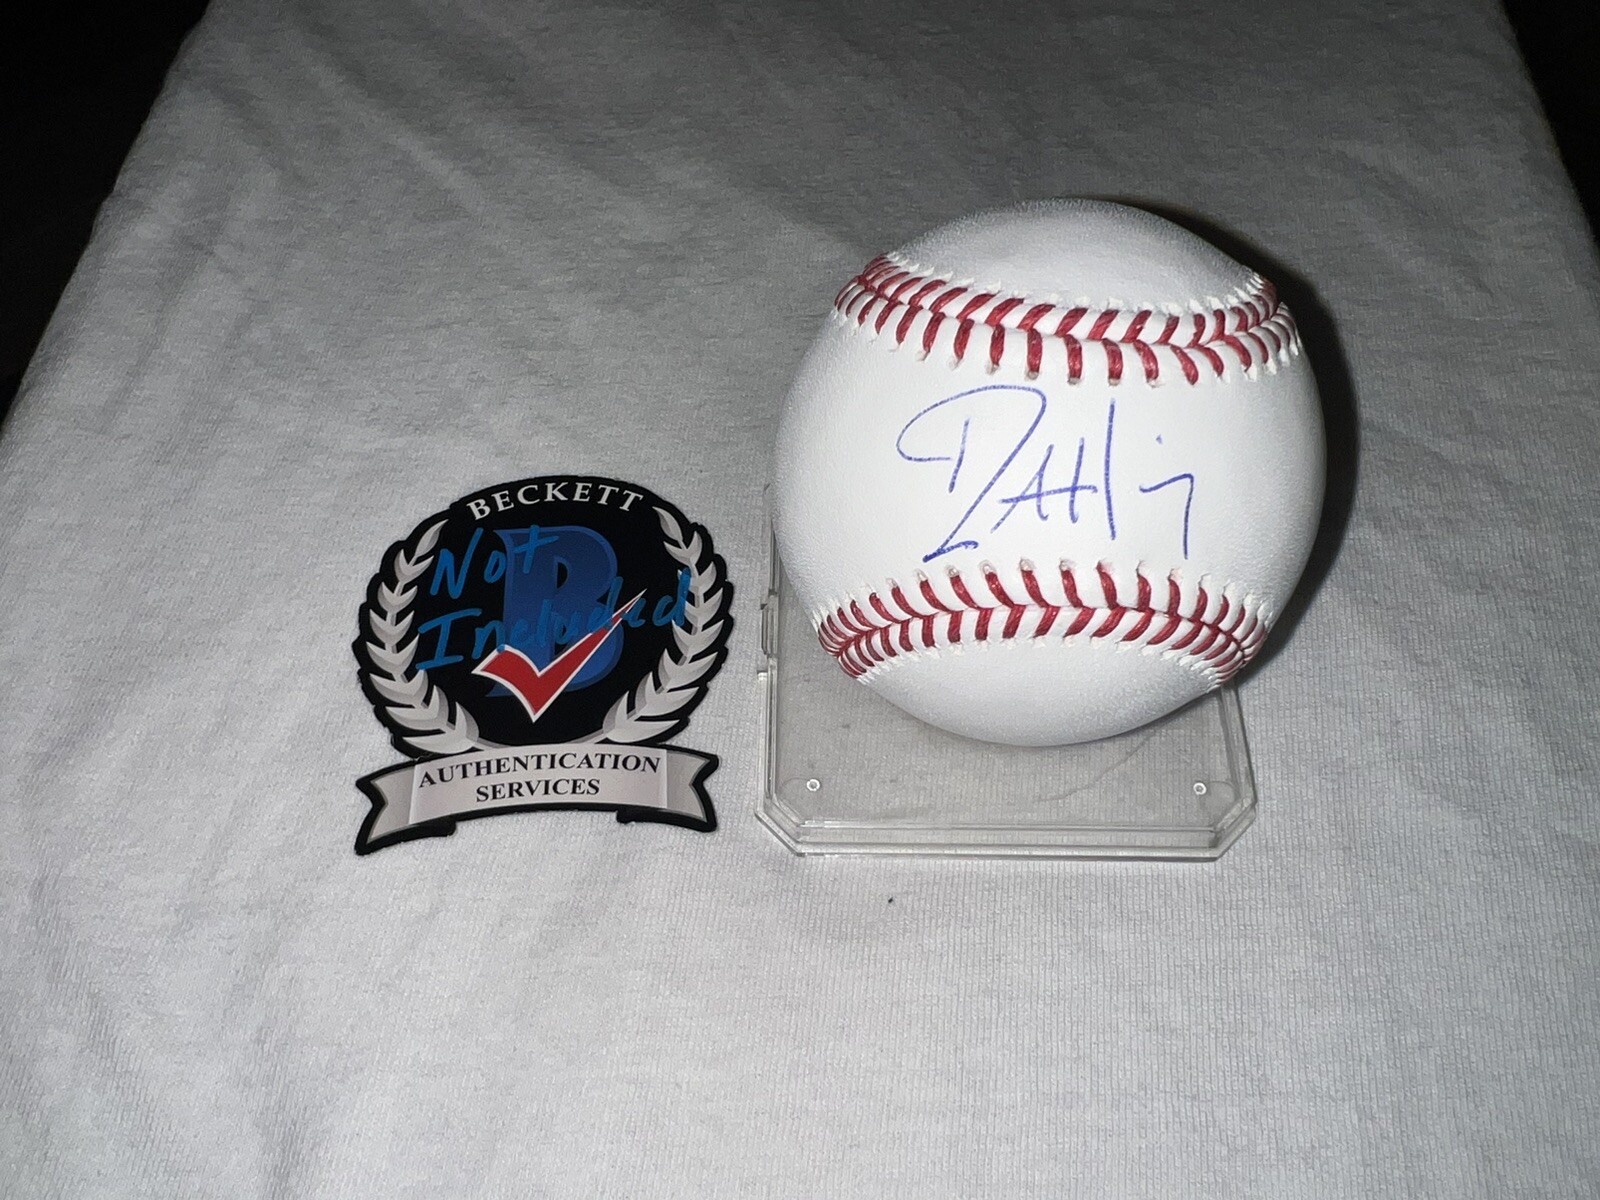 BECKETT
B
Not
Included
AUTHENTICATION
SERVICES